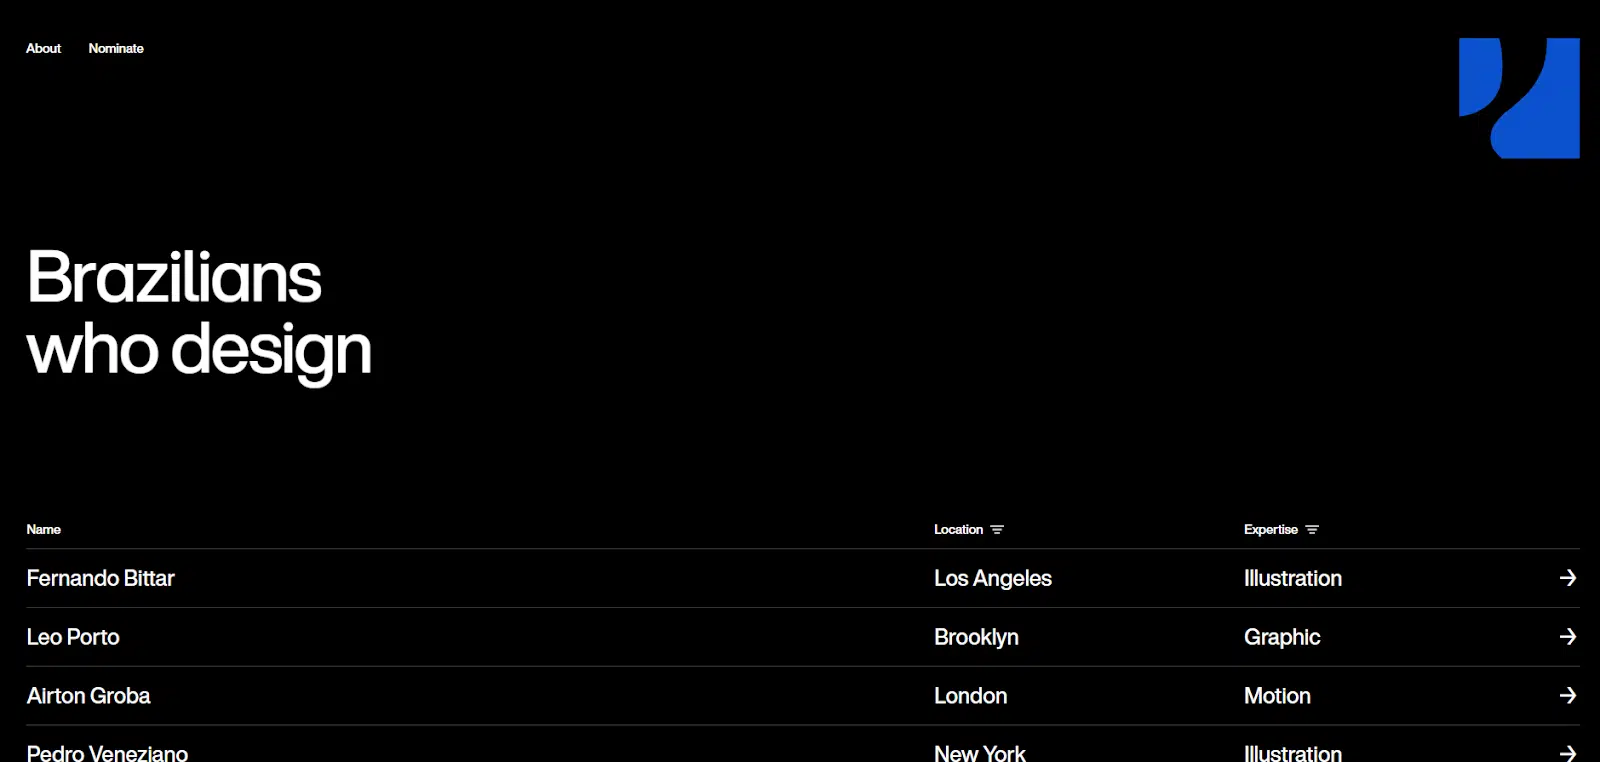 About Nominate
Brazilians
who design
Name Location Expertise
Fernando Bittar Los Angeles Illustration
Leo Porto Brooklyn Graphic
Airton Groba London Motion
Pedro Veneziano New York Illustration